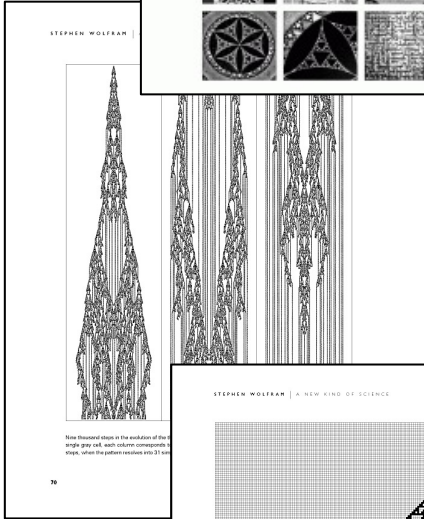 STEPHEN WOLFRAM |
Nine thousand steps in the evolution of the
single gray cell, each column corresponds
steps, when the pattern resolves into 31
70
STEPHEN WOLFRAM | A NEW KIND OF SCIENCE